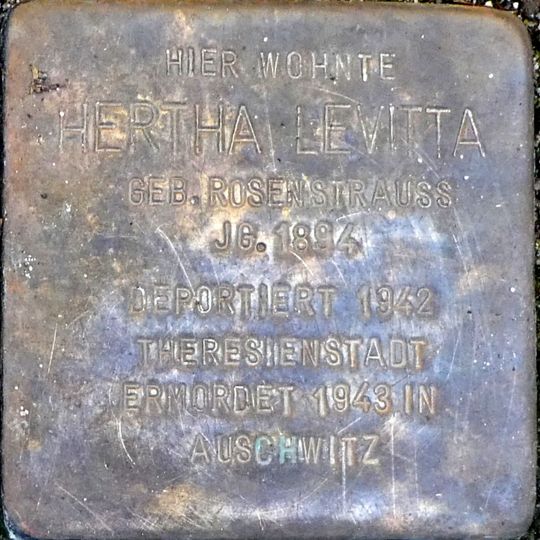 HIER WOHNTE
HERTHA LEVITTA
GEB. ROSENSTRAUSS
JG. 1894
DEPORTIERT 1942
THERESIENSTADT
ERMORDET 1943 IN
AUSCHWITZ